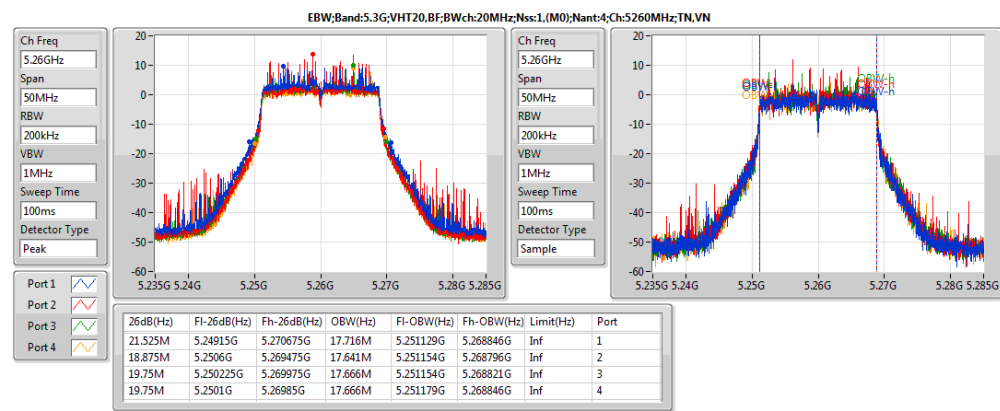 EBW;Band:5.3G;VHT20,BF;BWch:20MHz;Nss:1,(M0);Nant:4;Ch:5260MHz;TN,VN
Ch Freq
5.26GHz
Span
50MHz
RBW
200kHz
VBW
1MHz
Sweep Time
100ms
Detector Type
Peak
20
10
0
-10
-20
-30
-40
-50
-60
5.235G 5.24G 5.25G 5.26G 5.27G 5.28G 5.285G
Ch Freq
5.26GHz
Span
50MHz
RBW
200kHz
VBW
1MHz
Sweep Time
100ms
Detector Type
Sample
20
10
0
-10
-20
-30
-40
-50
-60
OBW-h
OBW-h
5.235G 5.24G 5.25G 5.26G 5.27G 5.28G 5.285G
Port 1
Port 2
Port 3
Port 4
26dB(Hz) Fl-26dB(Hz) Fh-26dB(Hz) OBW(Hz) Fl-OBW(Hz) Fh-OBW(Hz) Limit(Hz) Port
21.525M 5.24915G 5.270675G 17.716M 5.251129G 5.268846G Inf 1
18.875M 5.2506G 5.269475G 17.641M 5.251154G 5.268796G Inf 2
19.75M 5.250225G 5.269975G 17.666M 5.251154G 5.268821G Inf 3
19.75M 5.2501G 5.26985G 17.666M 5.251179G 5.268846G Inf 4